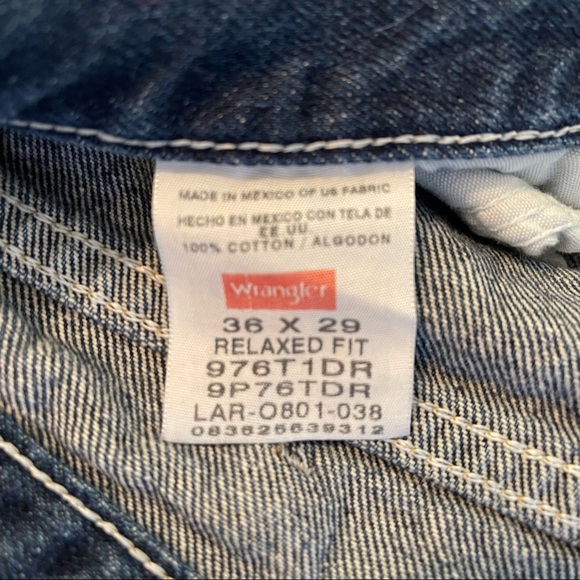 MADE IN MEXICO OF US FABRIC
HECHO EN MEXICO CON TELA DE
EE UU
100% COTTON / ALGODON
Wrangler
36 X 29
RELAXED FIT
976T1DR
9P76TDR
LAR-O801-038
083625639312